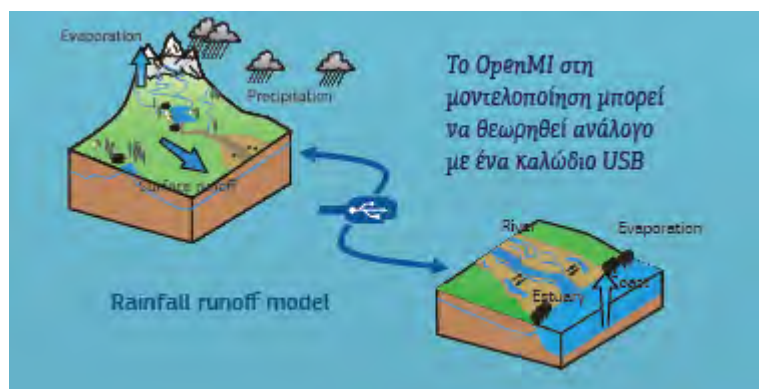 Evaporation
Precipitation
Surface runoff
Rainfall runoff model
Το OpenMI στη
μοντελοποίηση μπορεί
να θεωρηθεί ανάλογο
με ένα καλώδιο USB
River
Evaporation
Coast
Estuary